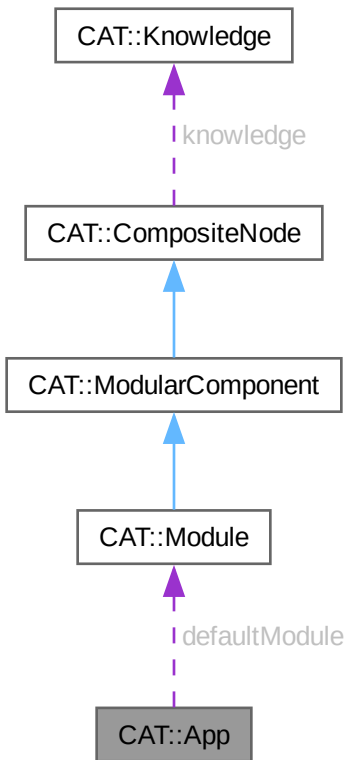 CAT::Knowledge
knowledge
CAT::CompositeNode
CAT::ModularComponent
CAT::Module
defaultModule
CAT::App